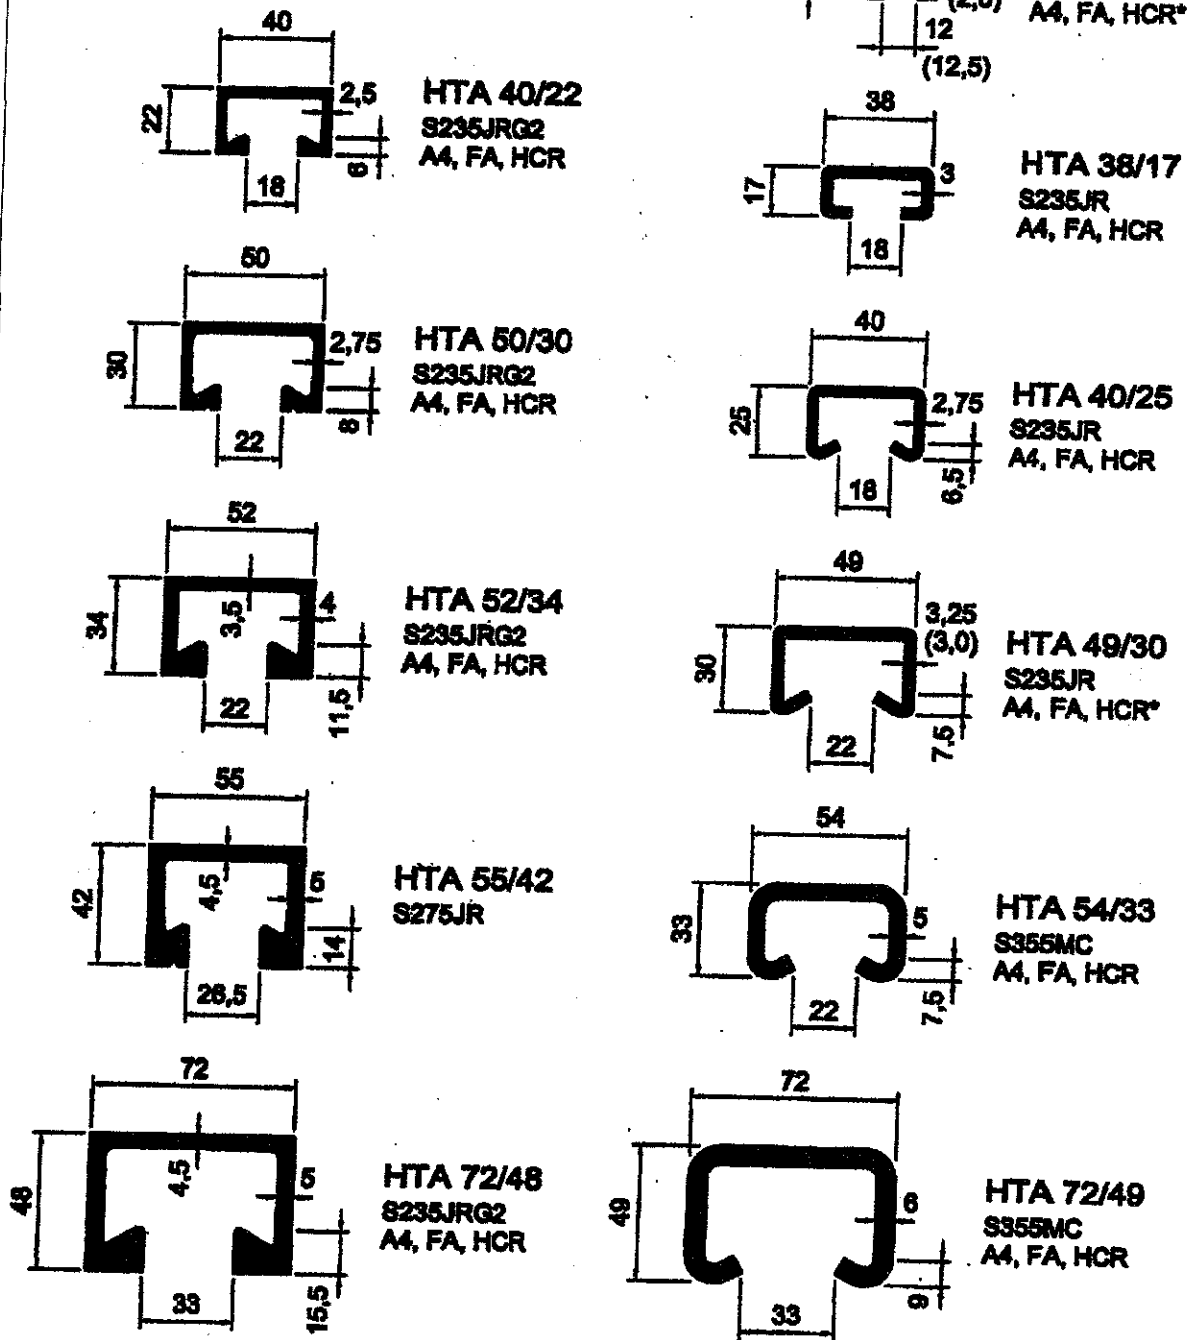 40
22
2,5
6
18
HTA 40/22
S235JRG2
A4, FA, HCR
50
30
2,75
8
22
HTA 50/30
S235JRG2
A4, FA, HCR
52
34
3,5
4
11,5
22
HTA 52/34
S235JRG2
A4, FA, HCR
55
42
4,5
5
14
26,5
HTA 55/42
S275JR
72
48
4,5
5
15,5
33
HTA 72/48
S235JRG2
A4, FA, HCR
A4, FA, HCR*
12
(12,5)
38
17
3
18
HTA 38/17
S235JR
A4, FA, HCR
40
25
2,75
6,5
18
HTA 40/25
S235JR
A4, FA, HCR
49
30
3,25
(3,0)
7,5
22
HTA 49/30
S235JR
A4, FA, HCR*
54
33
5
7,5
22
HTA 54/33
S355MC
A4, FA, HCR
72
49
6
9
33
HTA 72/49
S355MC
A4, FA, HCR